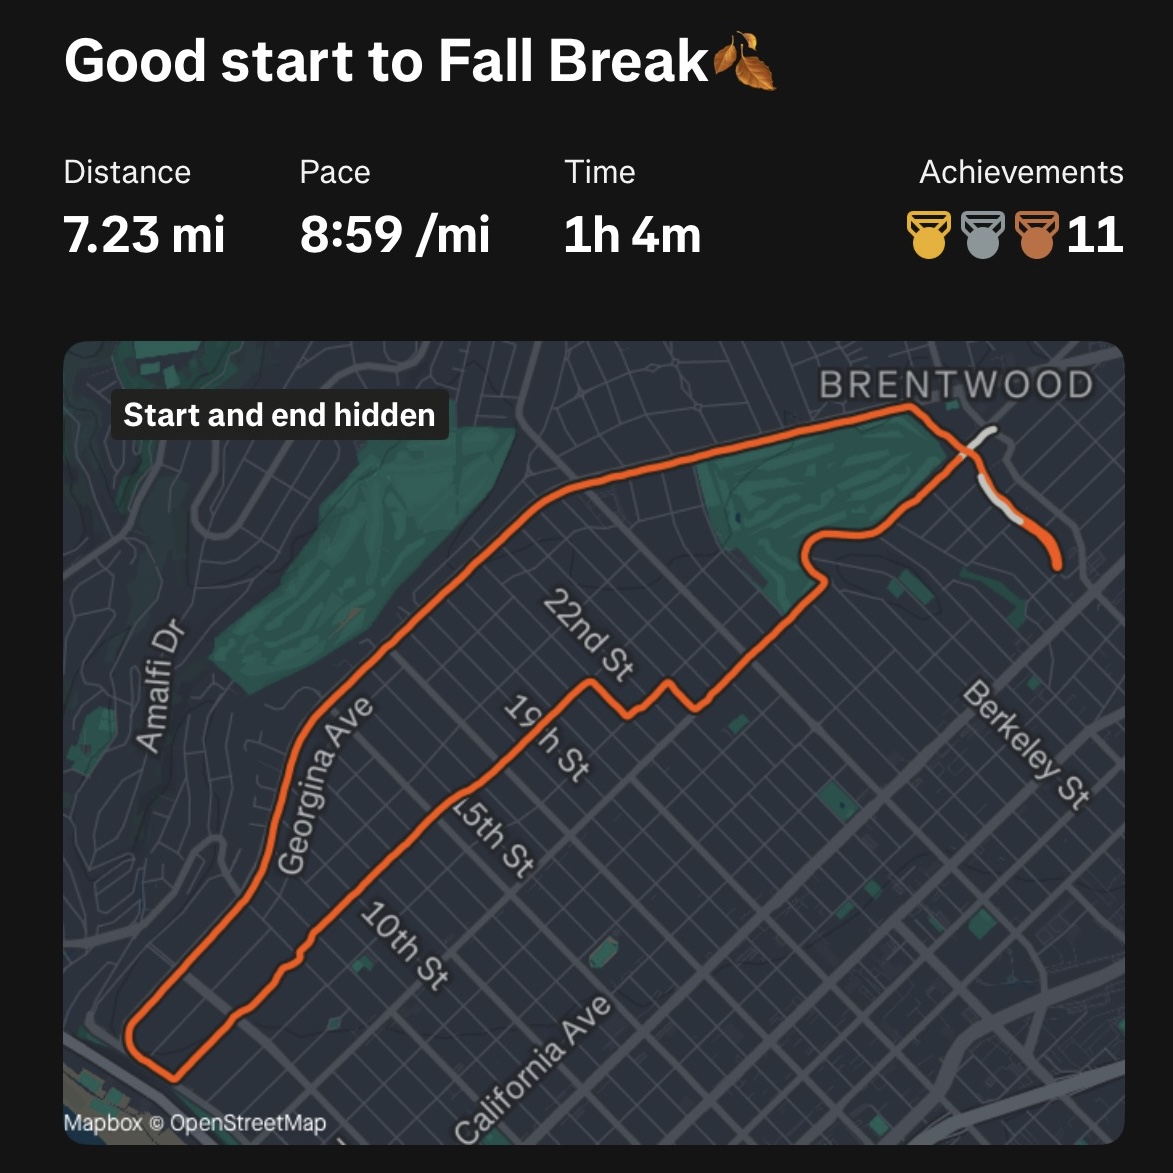 Good start to Fall Break🍂
Distance Pace Time Achievements
7.23 mi 8:59 /mi 1h 4m 11
BRENTWOOD
Start and end hidden
22nd St
Amalfi Dr
19th St
Georgina Ave
Berkeley St
15th St
10th St
California Ave
Mapbox © OpenStreetMap